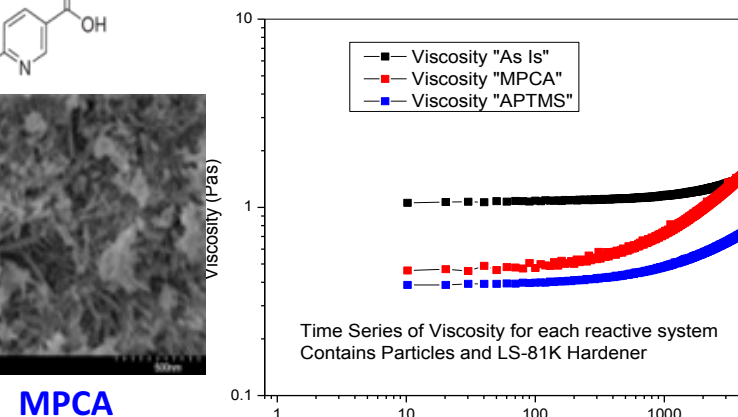 OH
N
10
Viscosity "As Is"
Viscosity "MPCA"
Viscosity "APTMS"
Viscosity (Pas)
1
Time Series of Viscosity for each reactive system
Contains Particles and LS-81K Hardener
500nm
0.1
MPCA
1
10
100
1000